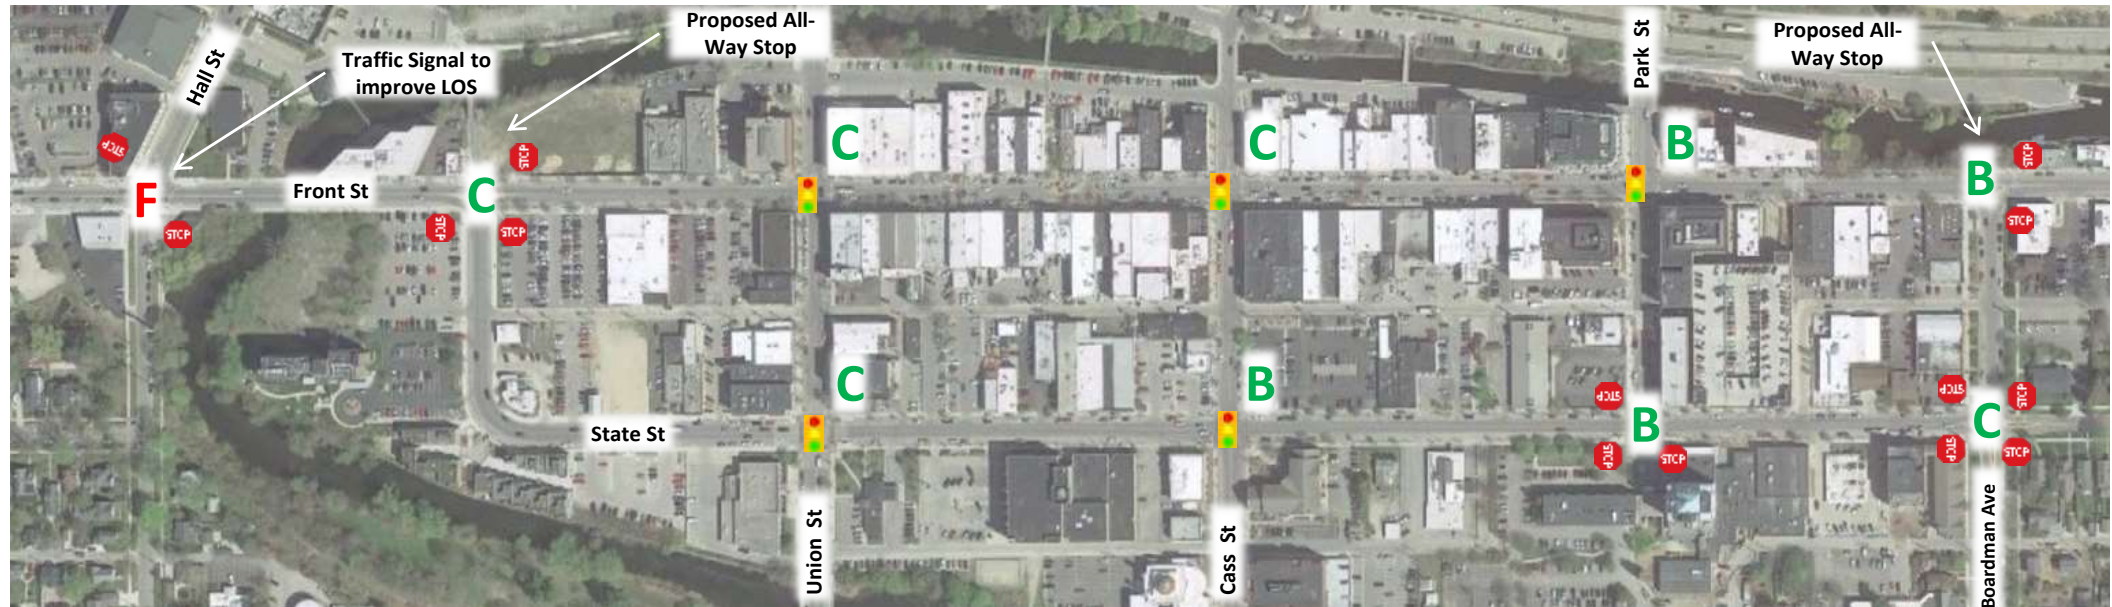 Proposed All-
Way Stop
Proposed All-
Way Stop
Hall St
Traffic Signal to
improve LOS
Park St
STOP
STOP
STOP
C
C
B
B
F
Front St
C
STOP
STOP
STOP
STOP
C
B
STOP
STOP
STOP
State St
B
C
STOP
STOP
STOP
STOP
Union St
Cass St
Boardman Ave